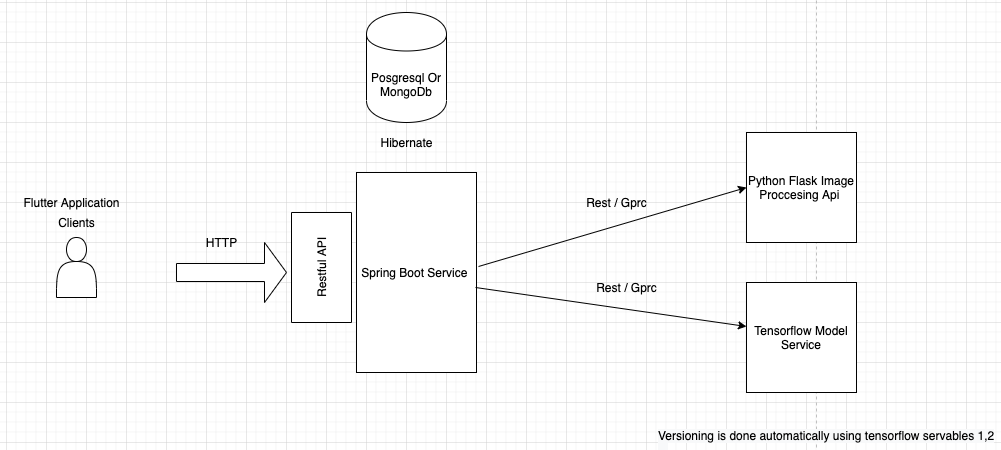 Posgresql Or
MongoDb
Hibernate
Flutter Application
Clients
HTTP
Restful API
Spring Boot Service
Rest / Gprc
Rest / Gprc
Python Flask Image
Proccesing Api
Tensorflow Model
Service
Versioning is done automatically using tensorflow servables 1,2